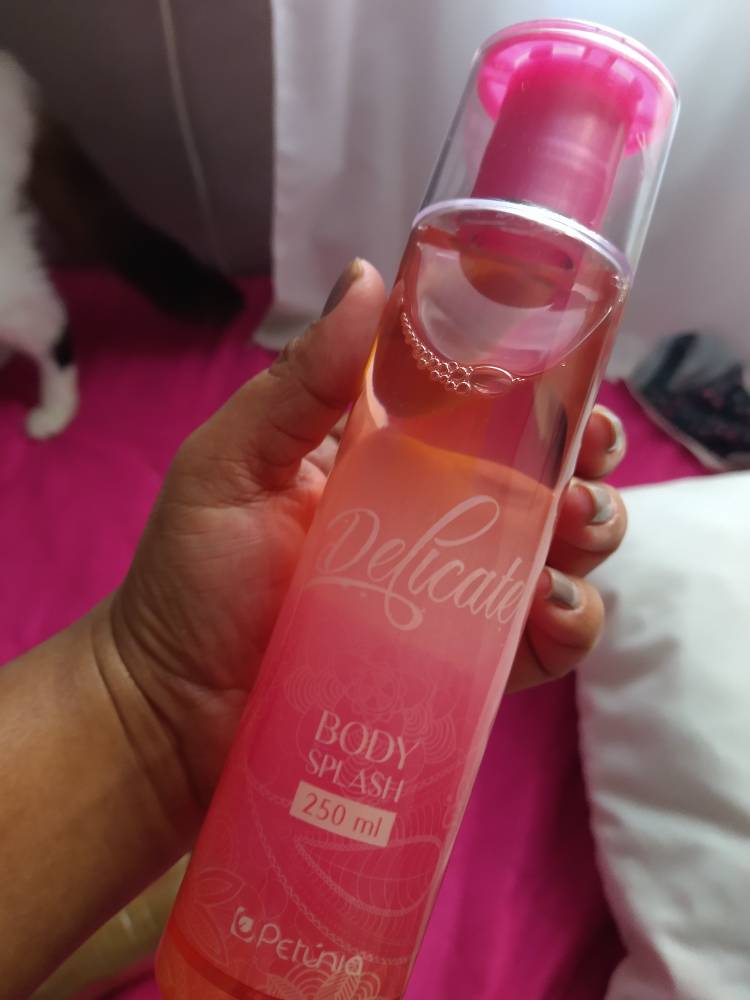 Delicate
BODY
SPLASH
250 ml
Petúnia